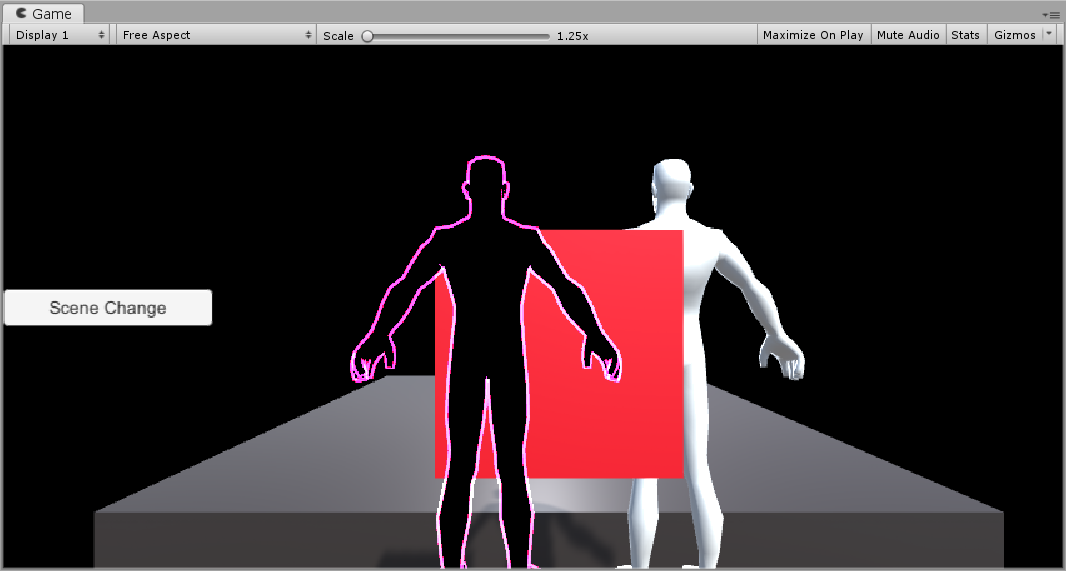 Game
Display 1
Free Aspect
Scale
1.25x
Maximize On Play
Mute Audio
Stats
Gizmos
Scene Change